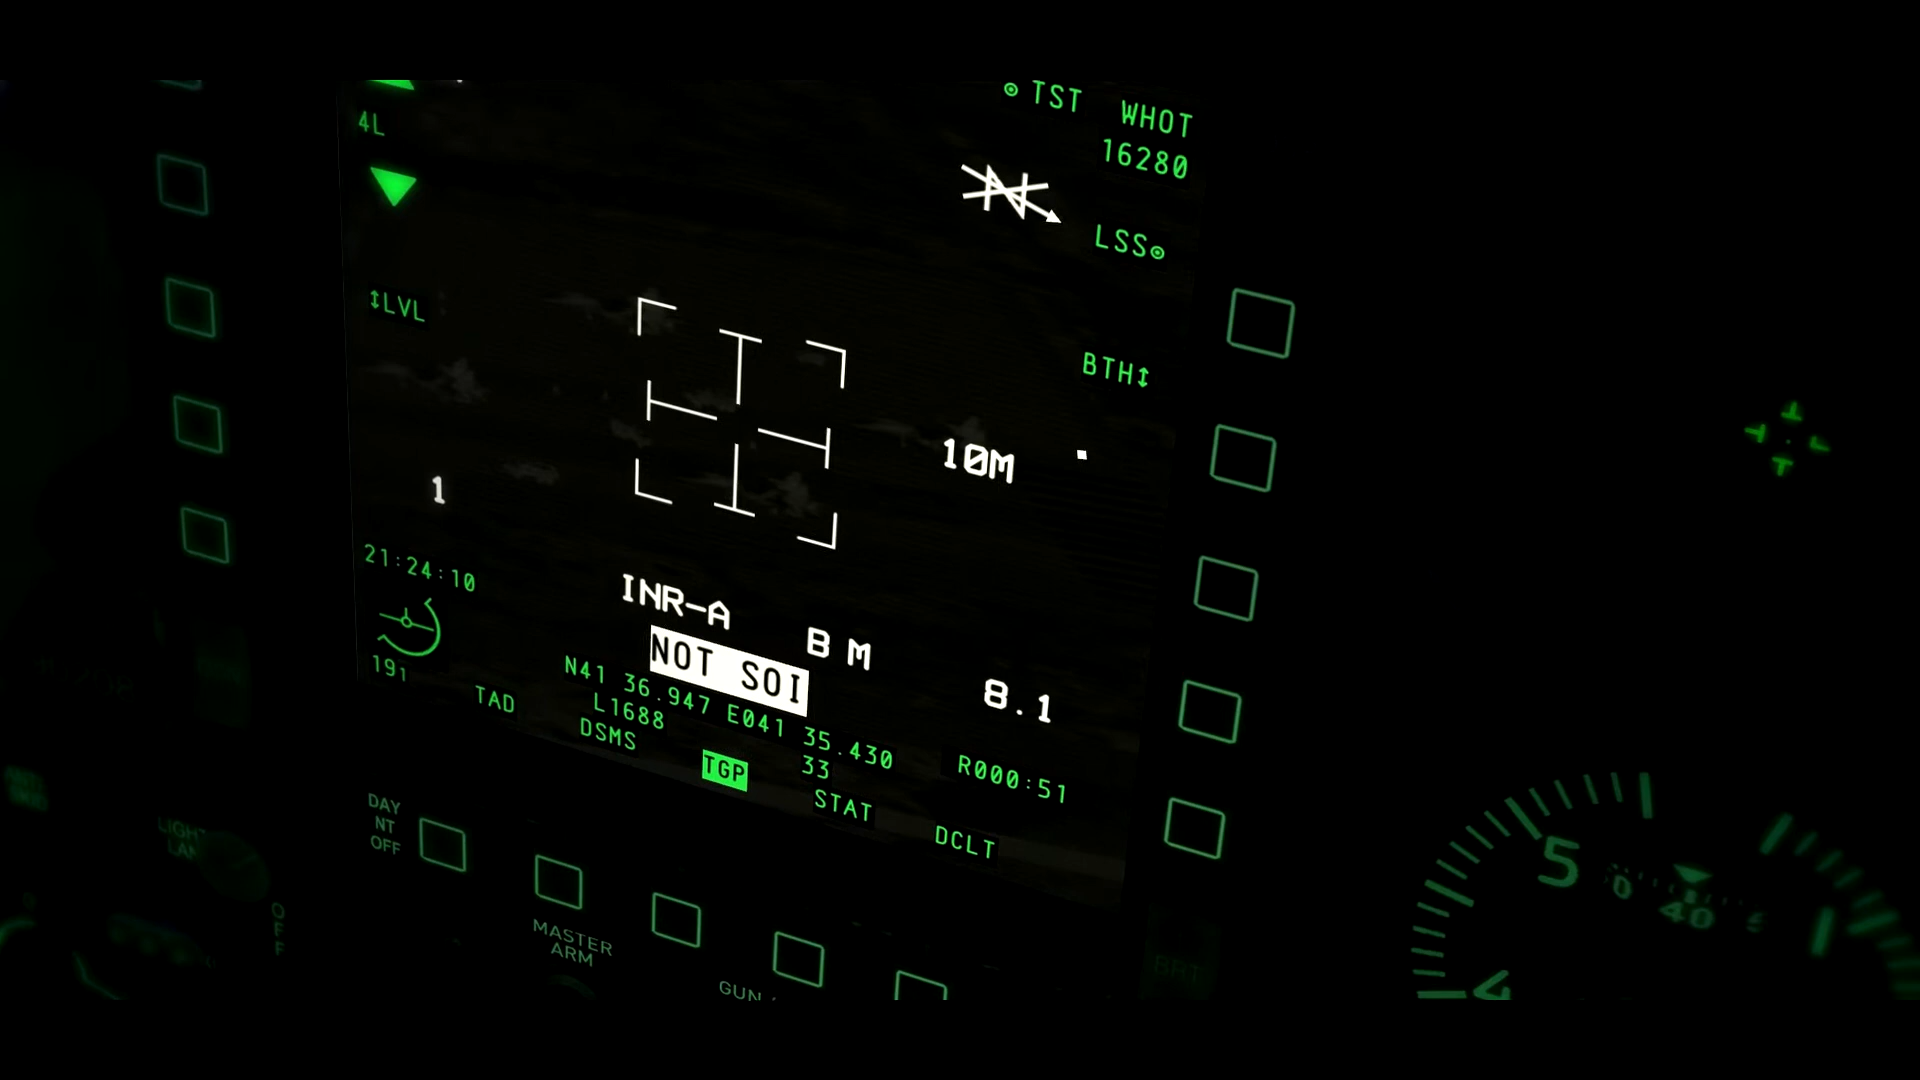 TST WHOT
4L
16280
N
LSS
LVL
BTH
10M
1
21:24:10
INR-A
B M
NOT SOI
8.1
191
N41 36.947 E041 35.430
TAD
L1688
33
R000:51
DSMS
TGP
STAT
DCLT
DAY
NT
OFF
MASTER
ARM
GUN
OFF
5
0
40
4